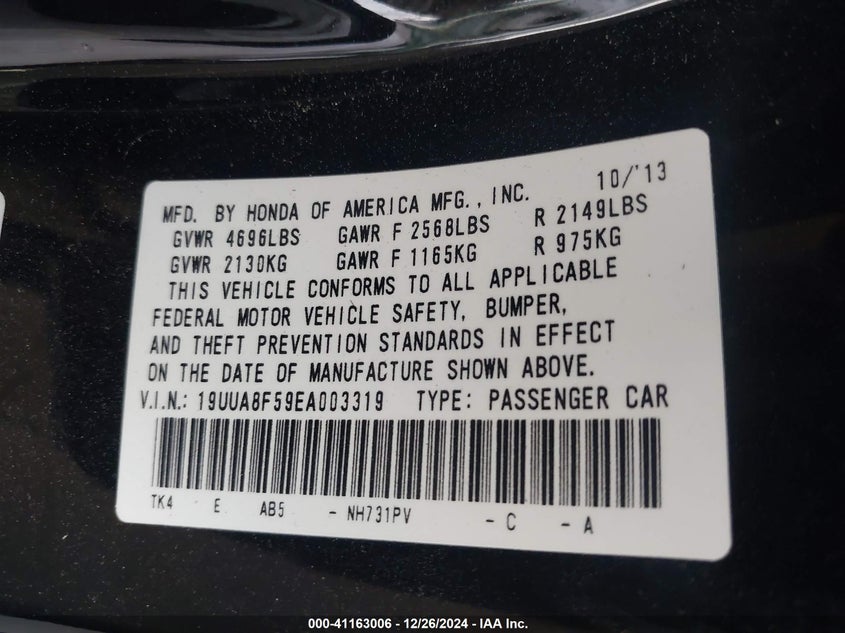 10/'13
MFD. BY HONDA OF AMERICA MFG., INC.
GVWR 4696LBS GAWR F 2568LBS R 2149LBS
GVWR 2130KG GAWR F 1165KG R 975KG
THIS VEHICLE CONFORMS TO ALL APPLICABLE
FEDERAL MOTOR VEHICLE SAFETY, BUMPER,
AND THEFT PREVENTION STANDARDS IN EFFECT
ON THE DATE OF MANUFACTURE SHOWN ABOVE.
V.I.N.: 19UUA8F59EA003319 TYPE: PASSENGER CAR
TK4 E AB5 - NH731PV - C - A
000-41163006 - 12/26/2024 - IAA Inc.